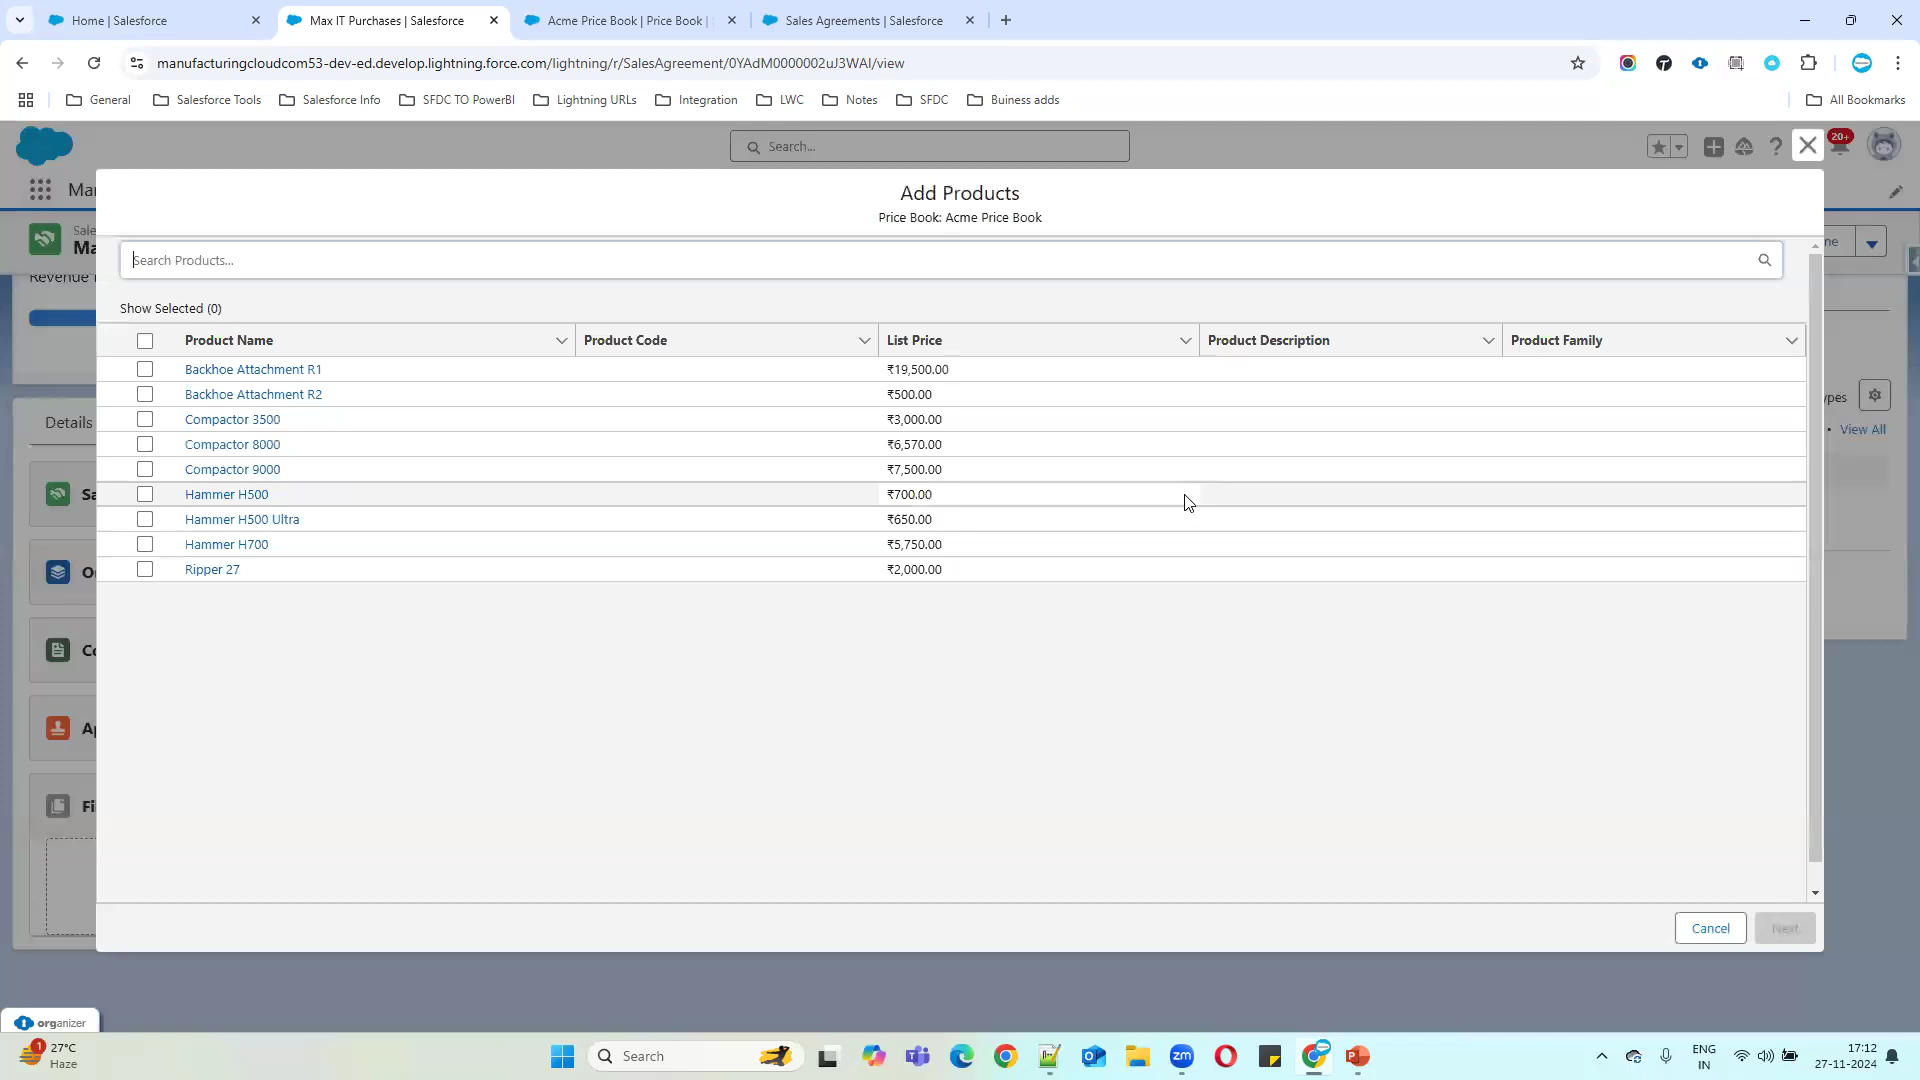 Home | Salesforce
Max IT Purchases | Salesforce
Acme Price Book | Price Book |
Sales Agreements | Salesforce
manufacturingcloudcom53-dev-ed.develop.lightning.force.com/lightning/r/SalesAgreement/0YAdM0000002uJ3WAI/view
General
Salesforce Tools
Salesforce Info
SFDC TO PowerBI
Lightning URLs
Integration
LWC
Notes
SFDC
Buiness adds
All Bookmarks
Search...
20+
Add Products
Price Book: Acme Price Book
Search Products...
Revenue
Show Selected (0)
Product Name
Product Code
List Price
Product Description
Product Family
Backhoe Attachment R1
₹19,500.00
Backhoe Attachment R2
₹500.00
Compactor 3500
₹3,000.00
Compactor 8000
₹6,570.00
Compactor 9000
₹7,500.00
Hammer H500
₹700.00
Hammer H500 Ultra
₹650.00
Hammer H700
₹5,750.00
Ripper 27
₹2,000.00
Details
View All
Cancel
Next
organizer
1
27°C
Haze
Search
zm
ENG
IN
17:12
27-11-2024